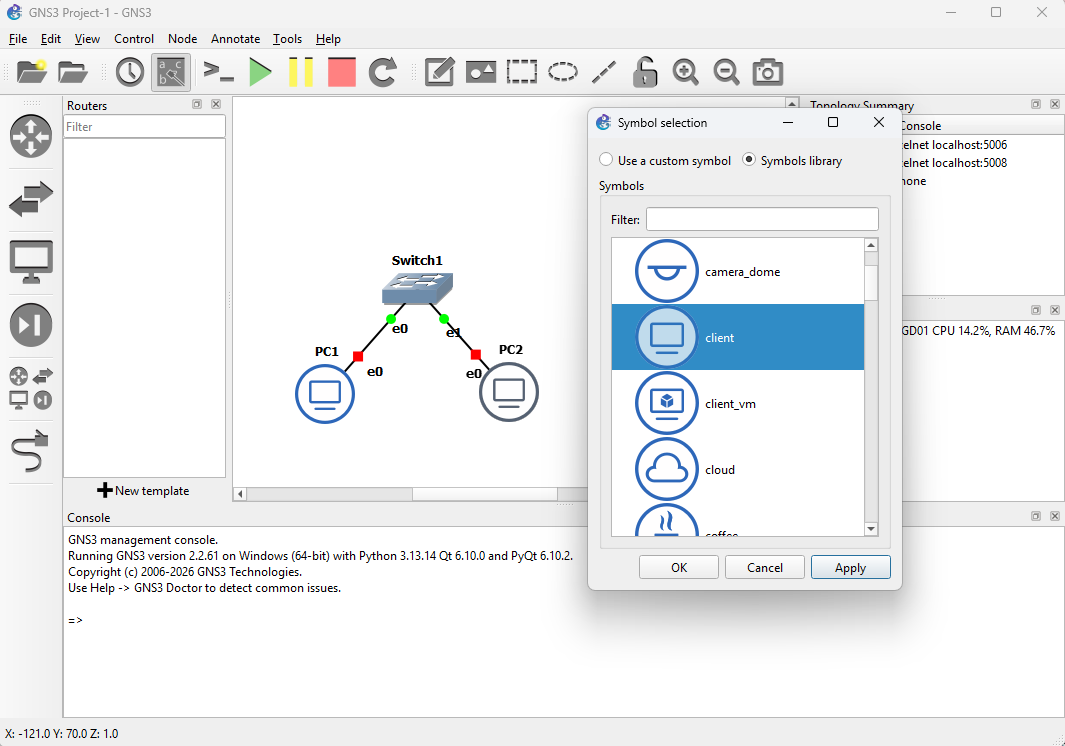 GNS3 Project-1 - GNS3
File Edit View Control Node Annotate Tools Help
Routers
Filter
New template
Switch1
e0
e1
PC1
e0
PC2
e0
Topology Summary
Console
telnet localhost:5006
telnet localhost:5008
none
GD01 CPU 14.2%, RAM 46.7%
Symbol selection
Use a custom symbol
Symbols library
Symbols
Filter:
camera_dome
client
client_vm
cloud
coffee
OK
Cancel
Apply
Console
GNS3 management console.
Running GNS3 version 2.2.61 on Windows (64-bit) with Python 3.13.14 Qt 6.10.0 and PyQt 6.10.2.
Copyright (c) 2006-2026 GNS3 Technologies.
Use Help -> GNS3 Doctor to detect common issues.
=>
X: -121.0 Y: 70.0 Z: 1.0